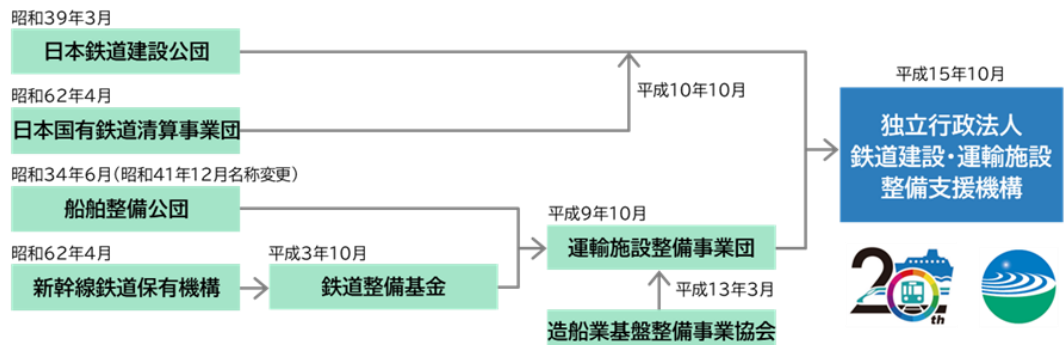 昭和39年3月
日本鉄道建設公団
昭和62年4月
日本国有鉄道清算事業団
平成10年10月
昭和34年6月（昭和41年12月名称変更）
船舶整備公団
昭和62年4月
新幹線鉄道保有機構
平成3年10月
鉄道整備基金
平成9年10月
運輸施設整備事業団
平成13年3月
造船業基盤整備事業協会
平成15年10月
独立行政法人
鉄道建設・運輸施設
整備支援機構
20th